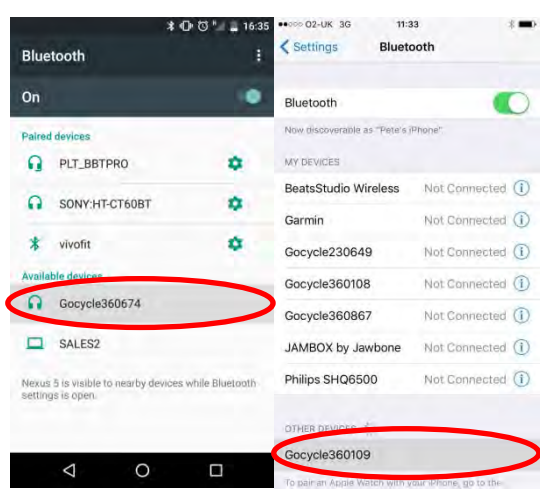 16:35
Bluetooth
On
Paired devices
PLT_BBTPRO
SONY:HT-CT60BT
vivofit
Available devices
Gocycle360674
SALES2
Nexus 5 is visible to nearby devices while Bluetooth
settings is open.
O2-UK 3G 11:33
Settings Bluetooth
Bluetooth
Now discoverable as "Pete's iPhone"
MY DEVICES
BeatsStudio Wireless Not Connected
Garmin Not Connected
Gocycle230649 Not Connected
Gocycle360108 Not Connected
Gocycle360867 Not Connected
JAMBOX by Jawbone Not Connected
Philips SHQ6500 Not Connected
OTHER DEVICES
Gocycle360109
To pair an Apple Watch with your iPhone, go to the